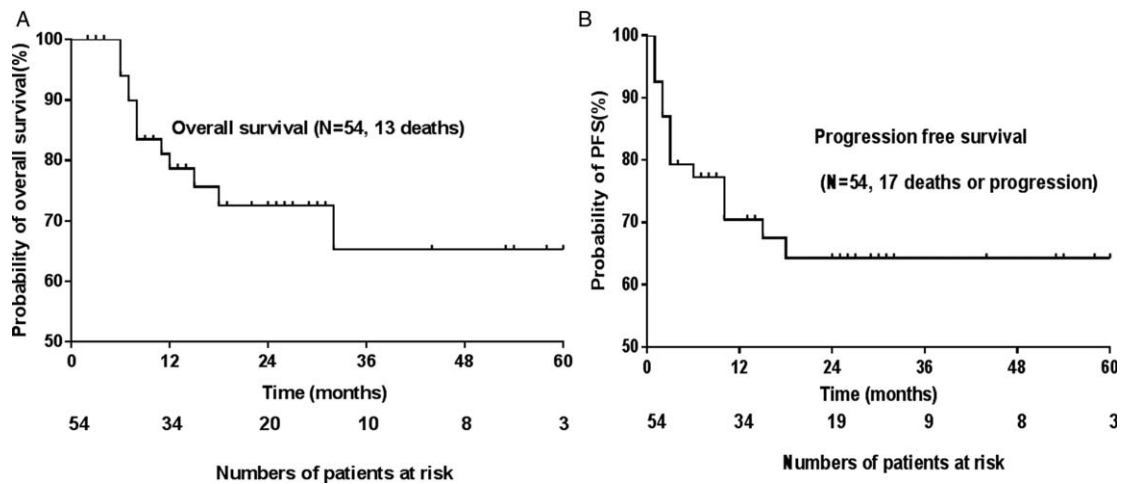 A
Probability of overall survival(%)
100
90
80
70
60
50
Overall survival (N=54, 13 deaths)
0 12 24 36 48 60
Time (months)
54 34 20 10 8 3
Numbers of patients at risk
B
Probability of PFS(%)
100
90
80
70
60
50
Progression free survival
(N=54, 17 deaths or progression)
0 12 24 36 48 60
Time (months)
54 34 19 9 8 3
Numbers of patients at risk